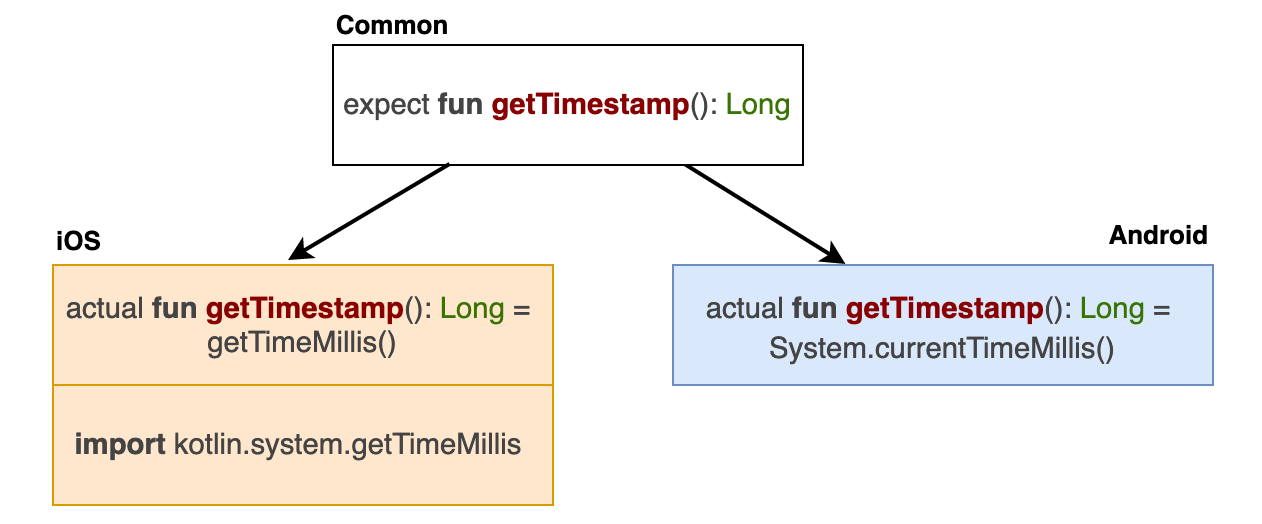 Common
expect fun getTimestamp(): Long
iOS
actual fun getTimestamp(): Long =
getTimeMillis()
import kotlin.system.getTimeMillis
Android
actual fun getTimestamp(): Long =
System.currentTimeMillis()